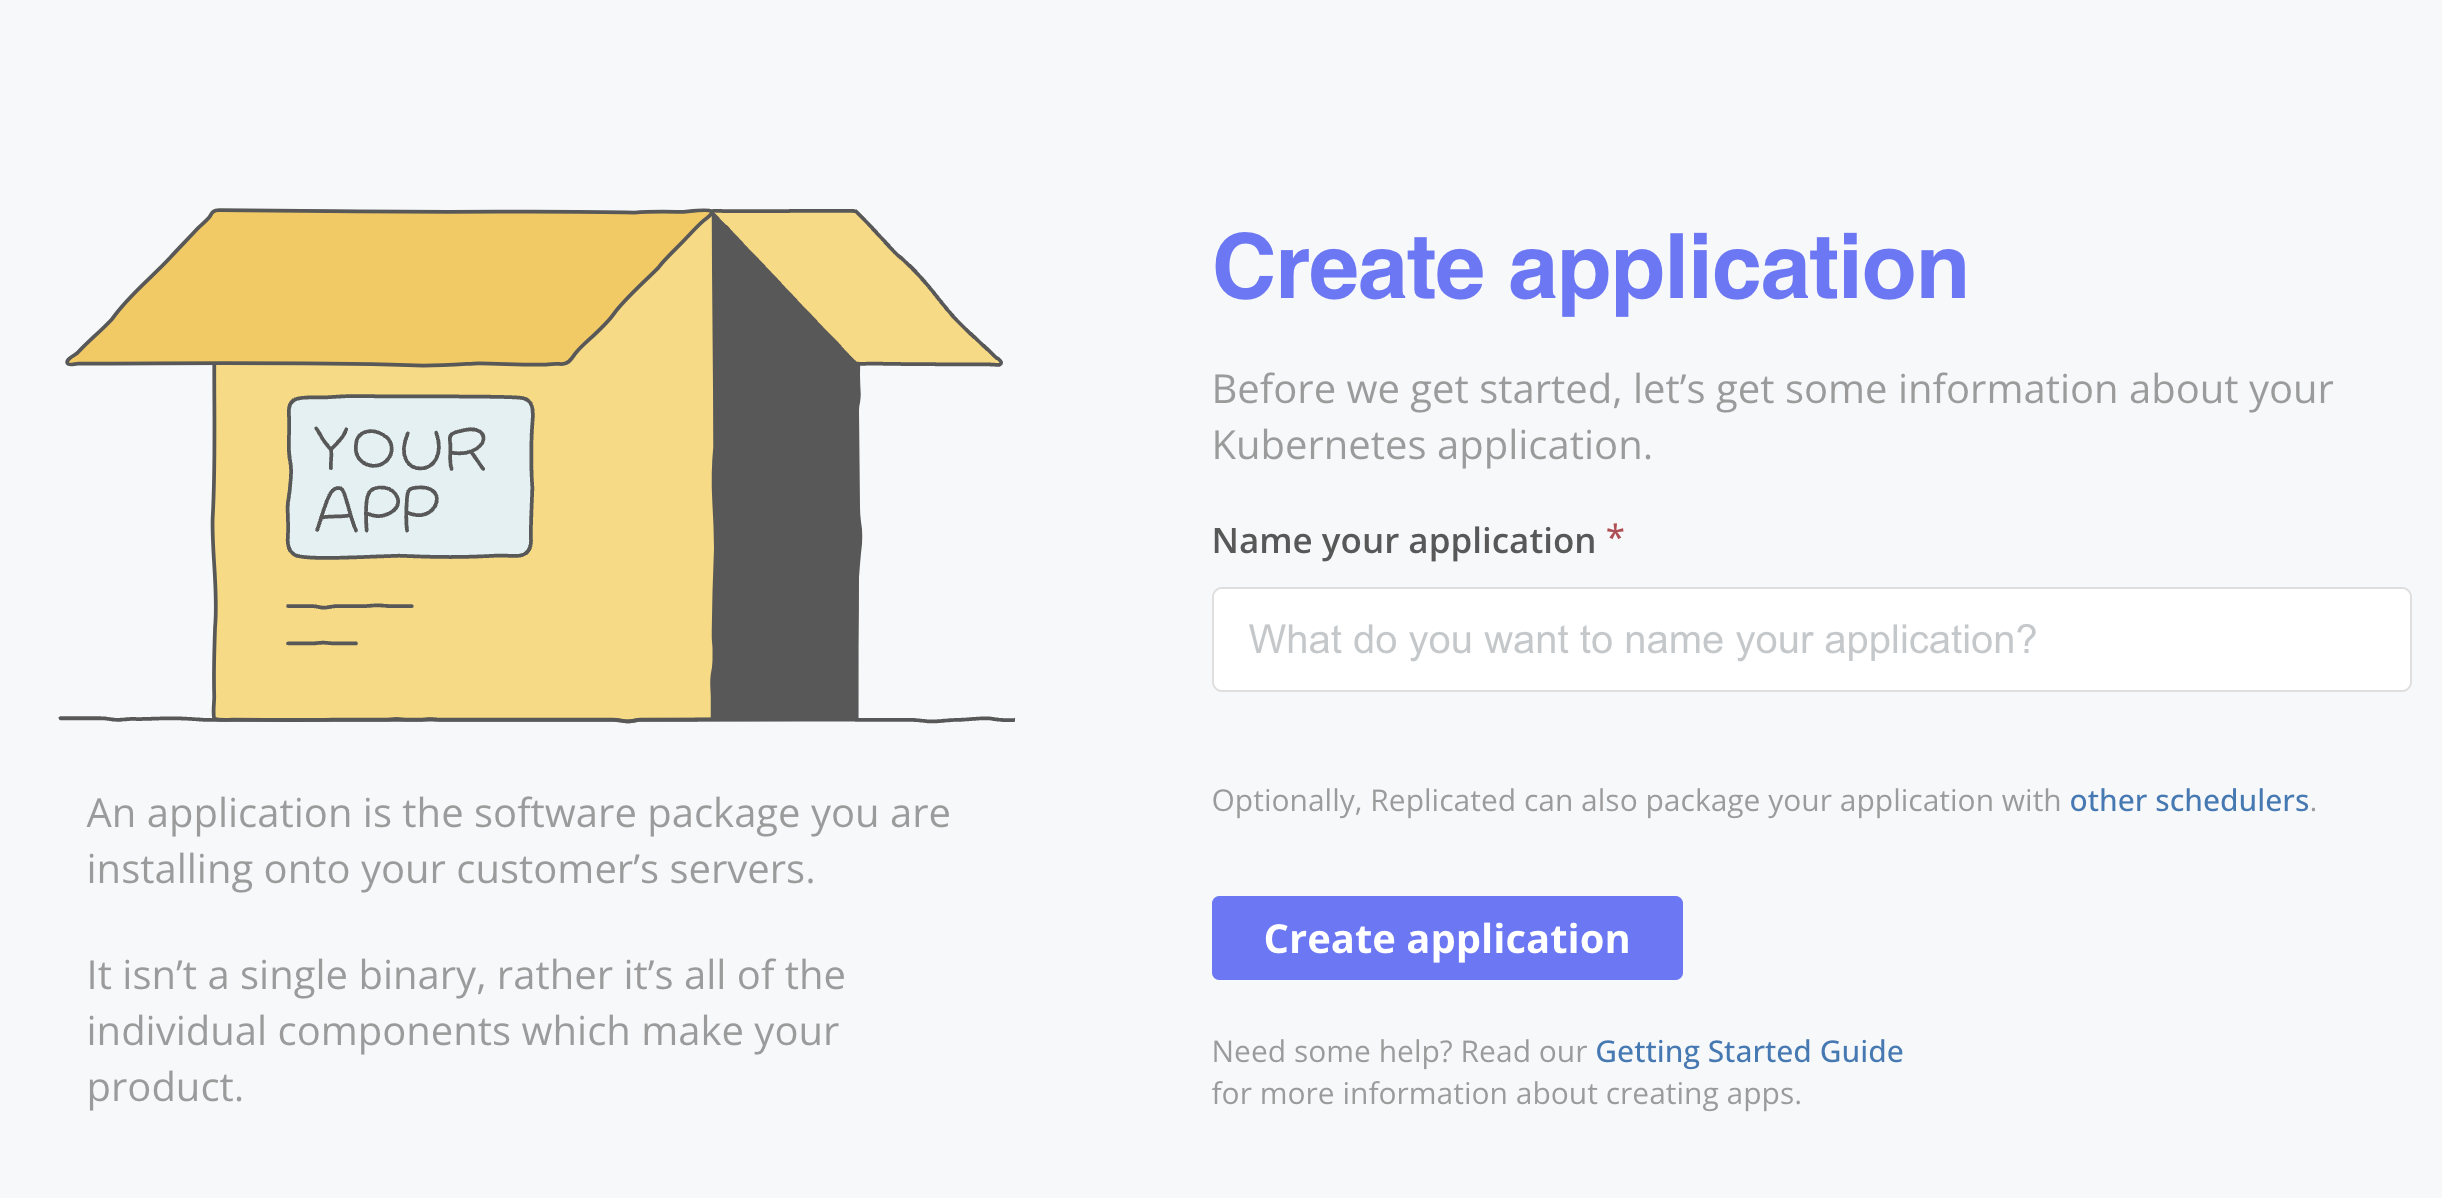 YOUR
APP
An application is the software package you are
installing onto your customer’s servers.
It isn’t a single binary, rather it’s all of the
individual components which make your
product.
Create application
Before we get started, let’s get some information about your
Kubernetes application.
Name your application *
What do you want to name your application?
Optionally, Replicated can also package your application with other schedulers.
Create application
Need some help? Read our Getting Started Guide
for more information about creating apps.